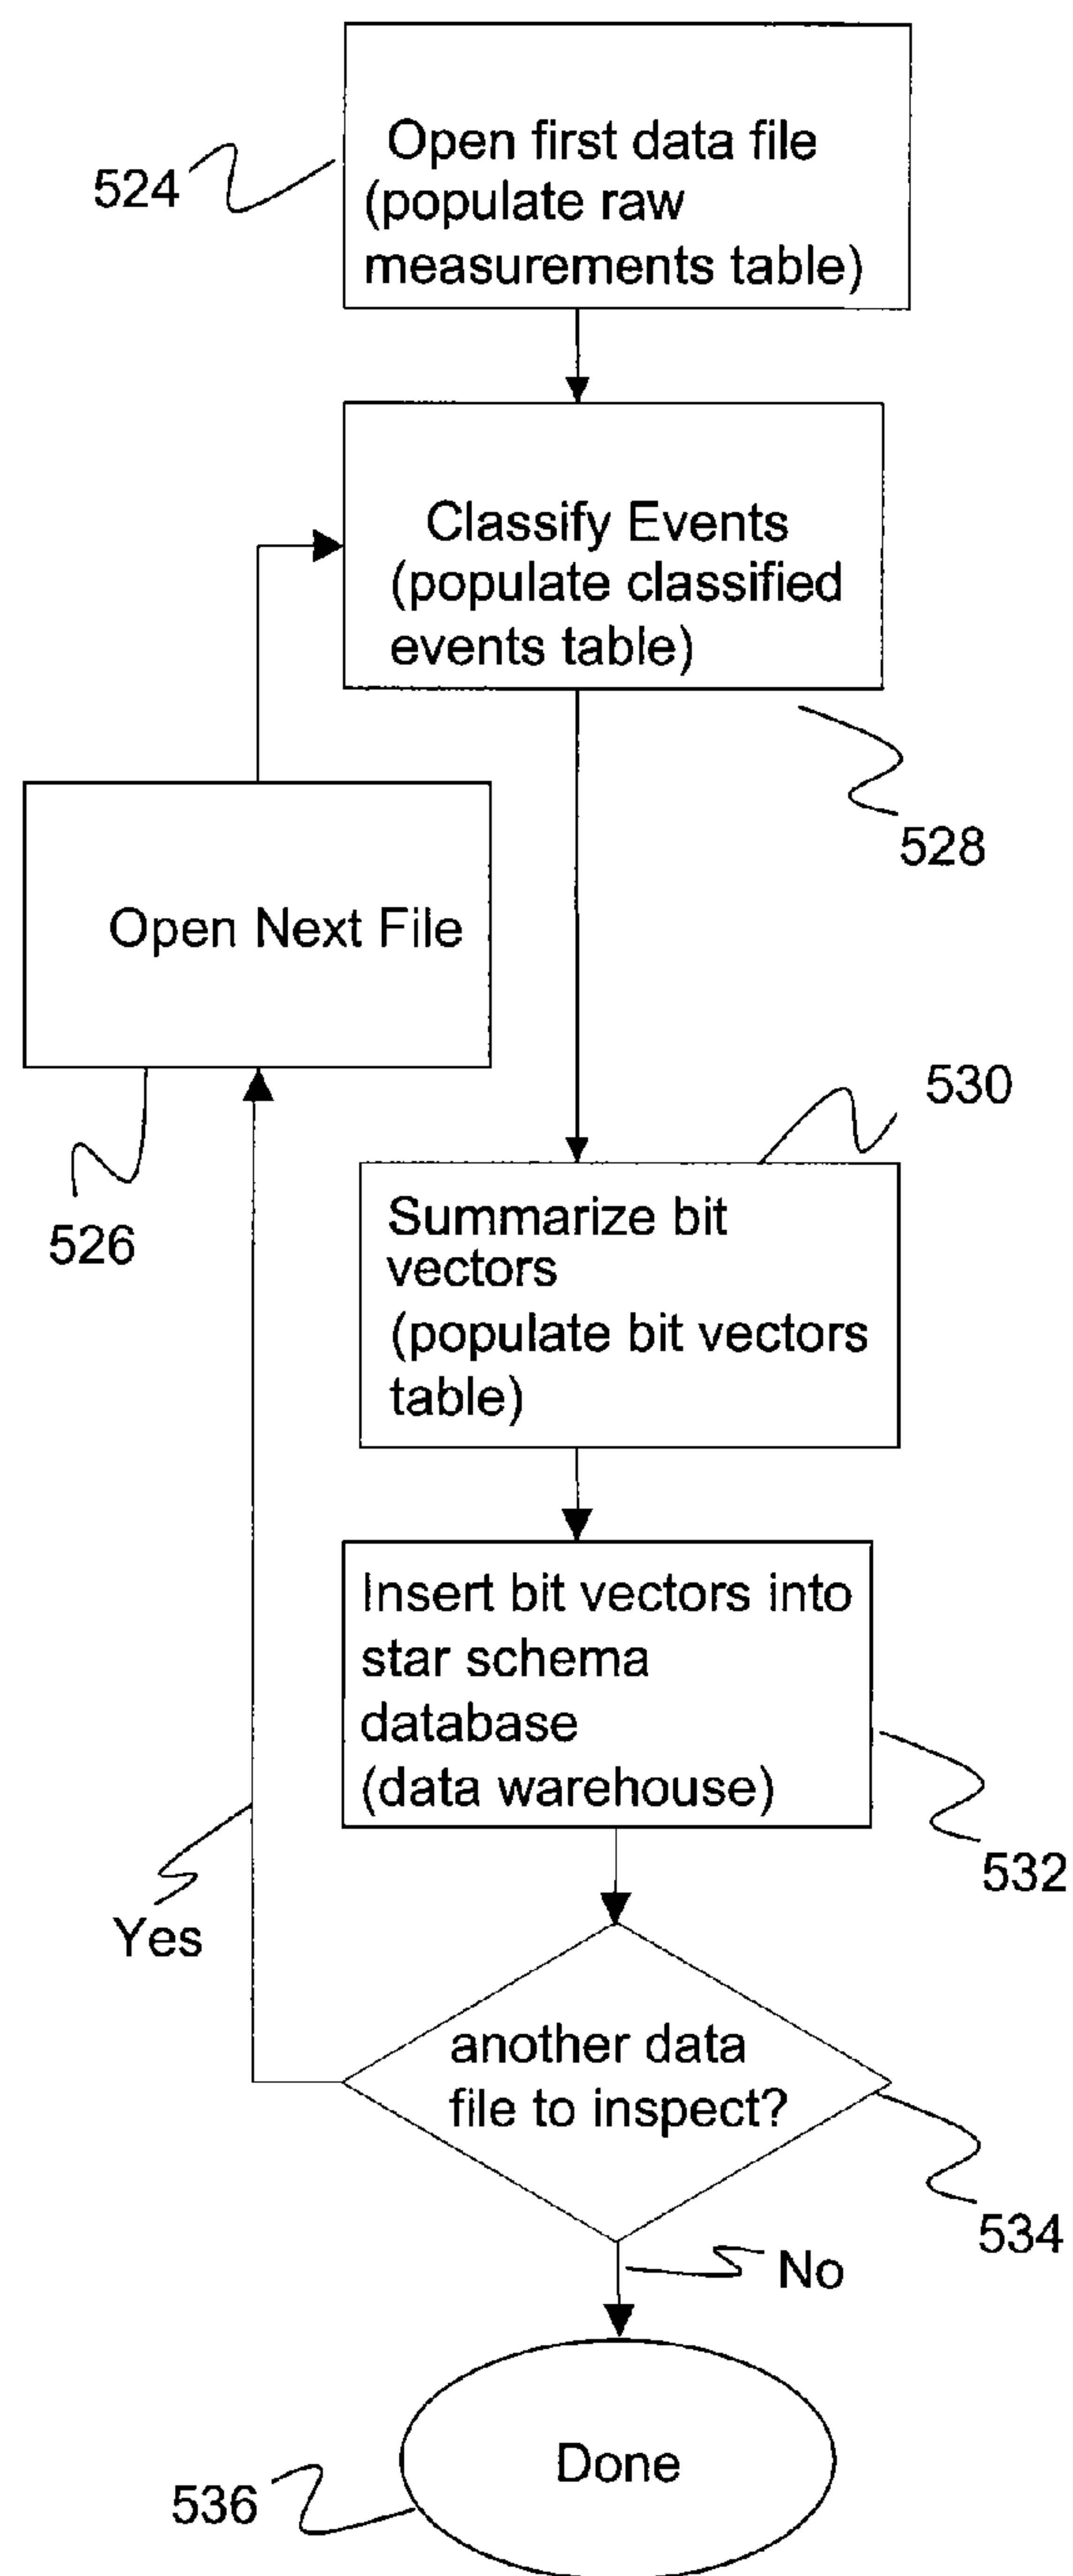 Open first data file
(populate raw
measurements table)
524
Classify Events
(populate classified
events table)
528
Open Next File
526
530
Summarize bit
vectors
(populate bit vectors
table)
Insert bit vectors into
star schema
database
(data warehouse)
532
Yes
another data
file to inspect?
534
No
Done
536